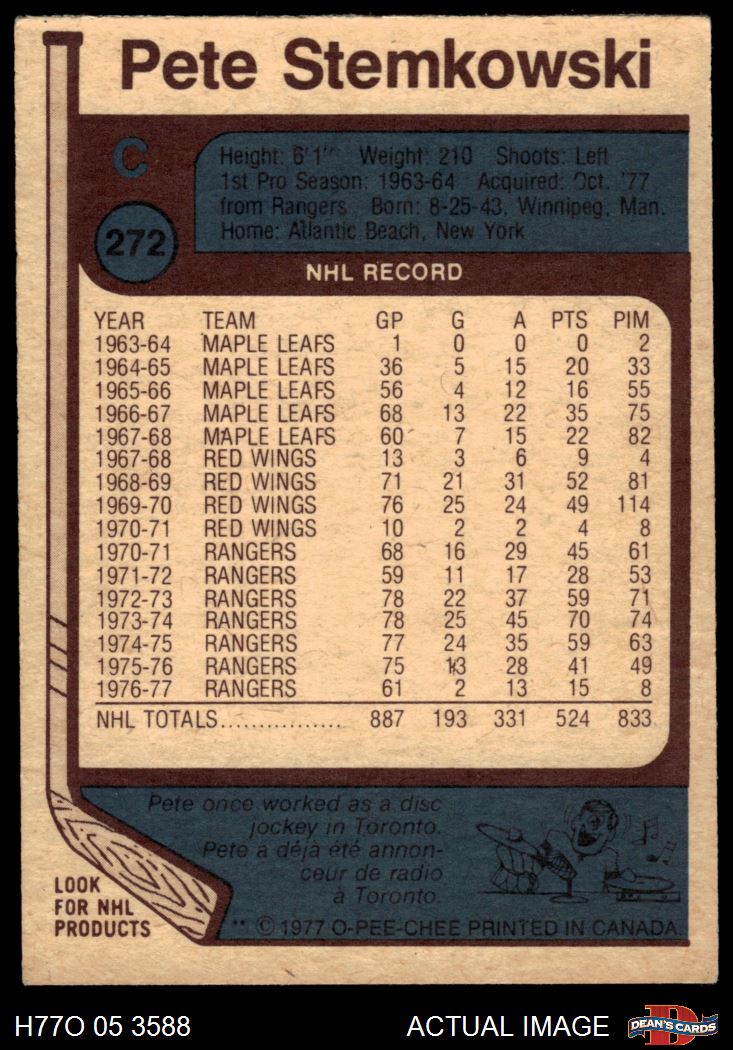 Pete Stemkowski
C
272
Height: 6'1" Weight: 210 Shoots: Left
1st Pro Season: 1963-64 Acquired: Oct. '77
from Rangers Born: 8-25-43, Winnipeg, Man.
Home: Atlantic Beach, New York
NHL RECORD
YEAR TEAM GP G A PTS PIM
1963-64 MAPLE LEAFS 1 0 0 0 2
1964-65 MAPLE LEAFS 36 5 15 20 33
1965-66 MAPLE LEAFS 56 4 12 16 55
1966-67 MAPLE LEAFS 68 13 22 35 75
1967-68 MAPLE LEAFS 60 7 15 22 82
1967-68 RED WINGS 13 3 6 9 4
1968-69 RED WINGS 71 21 31 52 81
1969-70 RED WINGS 76 25 24 49 114
1970-71 RED WINGS 10 2 2 4 8
1970-71 RANGERS 68 16 29 45 61
1971-72 RANGERS 59 11 17 28 53
1972-73 RANGERS 78 22 37 59 71
1973-74 RANGERS 78 25 45 70 74
1974-75 RANGERS 77 24 35 59 63
1975-76 RANGERS 75 13 28 41 49
1976-77 RANGERS 61 2 13 15 8
NHL TOTALS................ 887 193 331 524 833
Pete once worked as a disc
jockey in Toronto.
Pete a déjà été annon-
ceur de radio
à Toronto.
LOOK
FOR NHL
PRODUCTS
** © 1977 O-PEE-CHEE PRINTED IN CANADA.
H77O 05 3588 ACTUAL IMAGE
D
DEAN'S CARDS